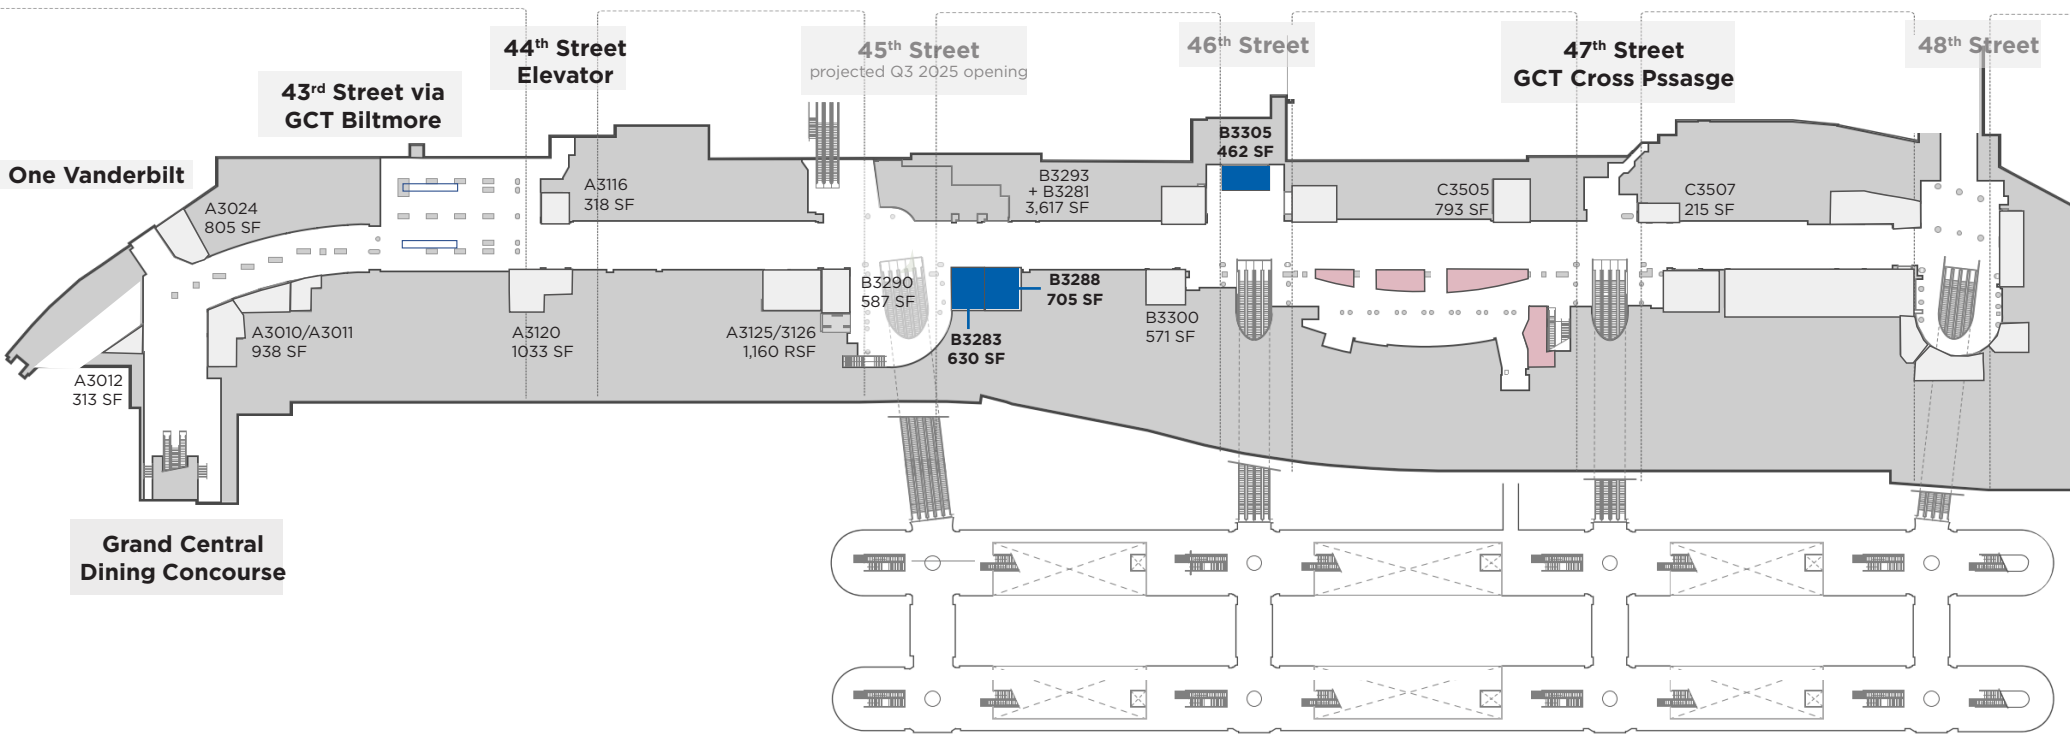 44th Street
Elevator
45th Street
projected Q3 2025 opening
46th Street
47th Street
GCT Cross Pssasge
48th Street
43rd Street via
GCT Biltmore
One Vanderbilt
B3305
462 SF
A3024
805 SF
A3116
318 SF
B3293
+ B3281
3,617 SF
C3505
793 SF
C3507
215 SF
B3290
587 SF
B3288
705 SF
A3010/A3011
938 SF
A3120
1033 SF
A3125/3126
1,160 RSF
B3283
630 SF
B3300
571 SF
A3012
313 SF
Grand Central
Dining Concourse